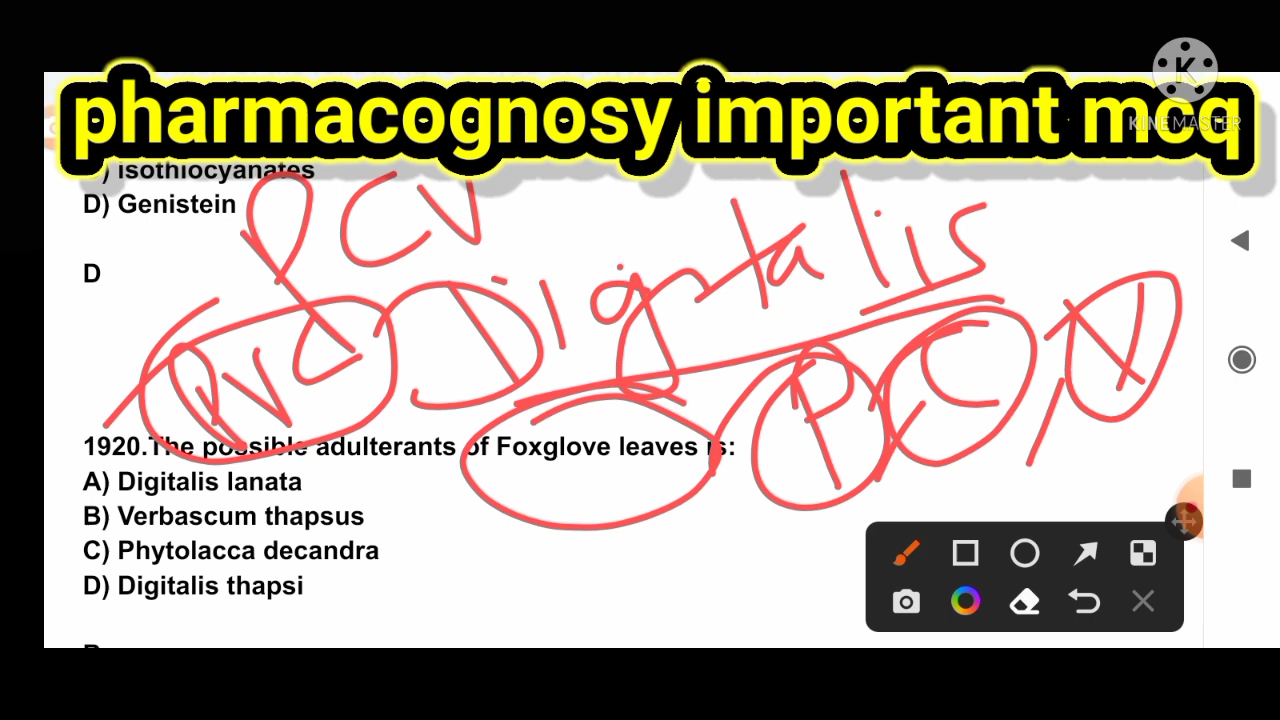 pharmacognosy important mcq
KINEMASTER
) isothiocyanates
D) Genistein
PCV
D
Digitalis
PVC
P, C, V
1920.The possible adulterants of Foxglove leaves is:
A) Digitalis lanata
B) Verbascum thapsus
C) Phytolacca decandra
D) Digitalis thapsi